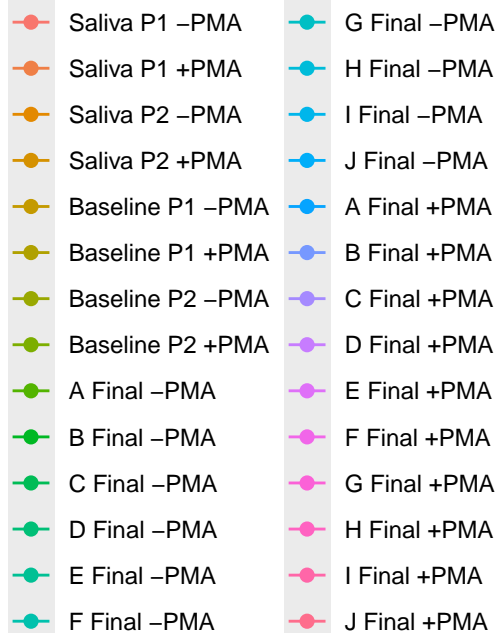 Saliva P1 −PMA
Saliva P1 +PMA
Saliva P2 −PMA
Saliva P2 +PMA
Baseline P1 −PMA
Baseline P1 +PMA
Baseline P2 −PMA
Baseline P2 +PMA
A Final −PMA
B Final −PMA
C Final −PMA
D Final −PMA
E Final −PMA
F Final −PMA
G Final −PMA
H Final −PMA
I Final −PMA
J Final −PMA
A Final +PMA
B Final +PMA
C Final +PMA
D Final +PMA
E Final +PMA
F Final +PMA
G Final +PMA
H Final +PMA
I Final +PMA
J Final +PMA